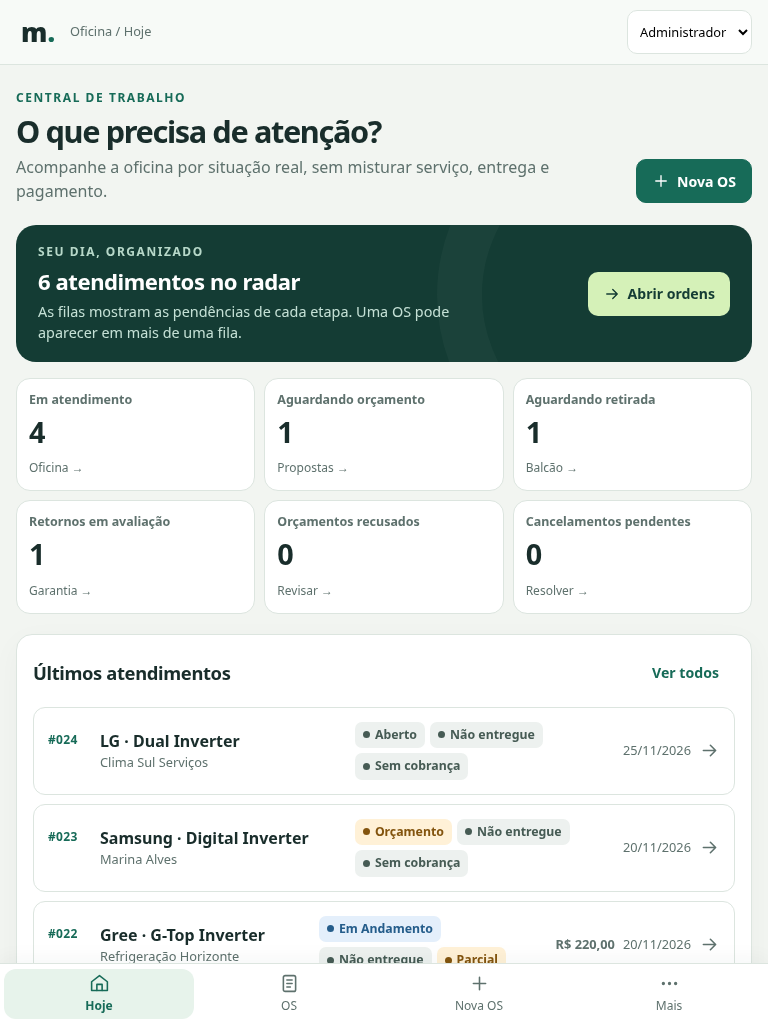 m.
Oficina / Hoje
Administrador
CENTRAL DE TRABALHO
O que precisa de atenção?
Acompanhe a oficina por situação real, sem misturar serviço, entrega e
pagamento.
Nova OS
SEU DIA, ORGANIZADO
6 atendimentos no radar
As filas mostram as pendências de cada etapa. Uma OS pode
aparecer em mais de uma fila.
Abrir ordens
Em atendimento
4
Oficina →
Aguardando orçamento
1
Propostas →
Aguardando retirada
1
Balcão →
Retornos em avaliação
1
Garantia →
Orçamentos recusados
0
Revisar →
Cancelamentos pendentes
0
Resolver →
Últimos atendimentos
Ver todos
#024
LG · Dual Inverter
Clima Sul Serviços
Aberto
Não entregue
Sem cobrança
25/11/2026
#023
Samsung · Digital Inverter
Marina Alves
Orçamento
Não entregue
Sem cobrança
20/11/2026
#022
Gree · G-Top Inverter
Refrigeração Horizonte
Em Andamento
Não entregue
Parcial
R$ 220,00
20/11/2026
Hoje
OS
Nova OS
Mais